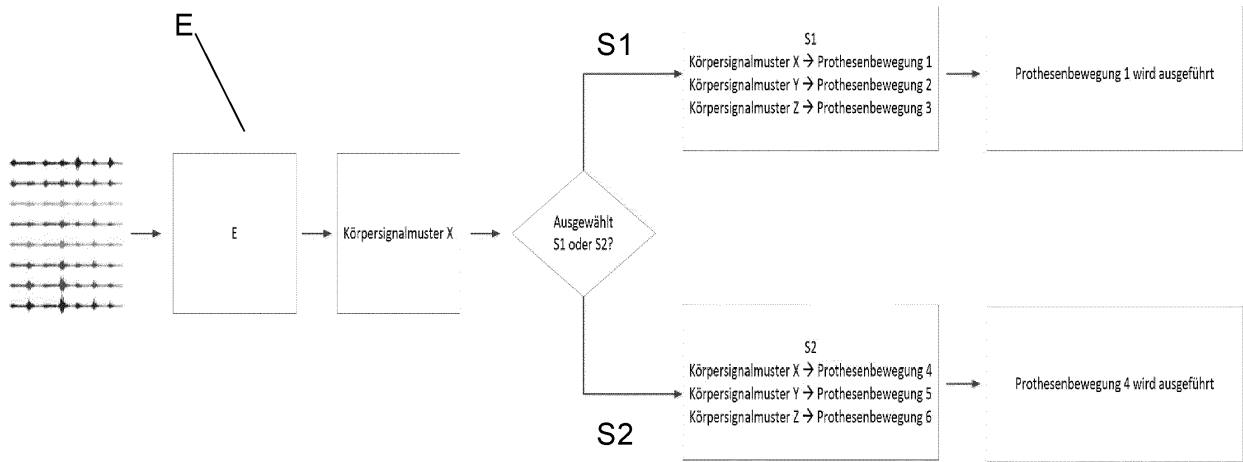 E
E
Körpersignalmuster X
Ausgewählt
S1 oder S2?
S1
S1
Körpersignalmuster X → Prothesenbewegung 1
Körpersignalmuster Y → Prothesenbewegung 2
Körpersignalmuster Z → Prothesenbewegung 3
Prothesenbewegung 1 wird ausgeführt
S2
S2
Körpersignalmuster X → Prothesenbewegung 4
Körpersignalmuster Y → Prothesenbewegung 5
Körpersignalmuster Z → Prothesenbewegung 6
Prothesenbewegung 4 wird ausgeführt